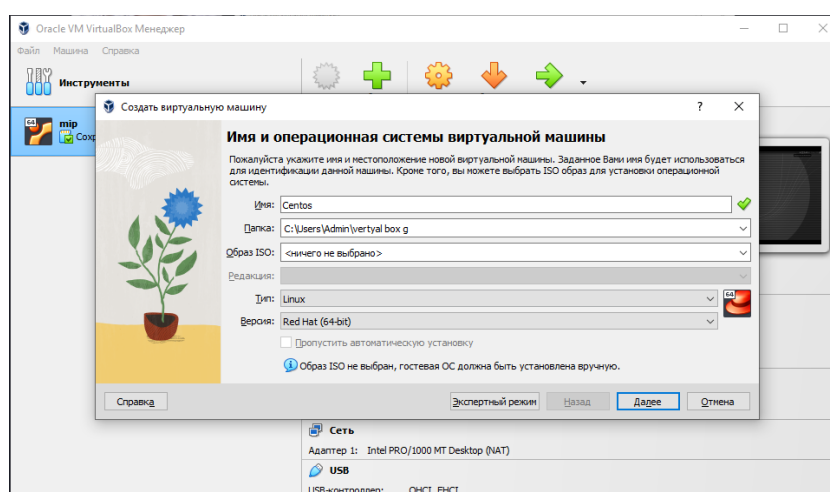 Oracle VM VirtualBox Менеджер
Файл Машина Справка
Инструменты
Создать виртуальную машину
64 mip
Имя и операционная системы виртуальной машины
Пожалуйста укажите имя и местоположение новой виртуальной машины. Заданное Вами имя будет использоваться
для идентификации данной машины. Кроме того, вы можете выбрать ISO образ для установки операционной
системы.
Имя: Centos
Папка: C:\Users\Admin\vertyal box g
Образ ISO: <ничего не выбрано>
Редакция:
Тип: Linux
64
Версия: Red Hat (64-bit)
Пропустить автоматическую установку
Образ ISO не выбран, гостевая ОС должна быть установлена вручную.
Справка Экспертный режим Назад Далее Отмена
Сеть
Адаптер 1: Intel PRO/1000 MT Desktop (NAT)
USB
USB-контроллер: OHCI, EHCI